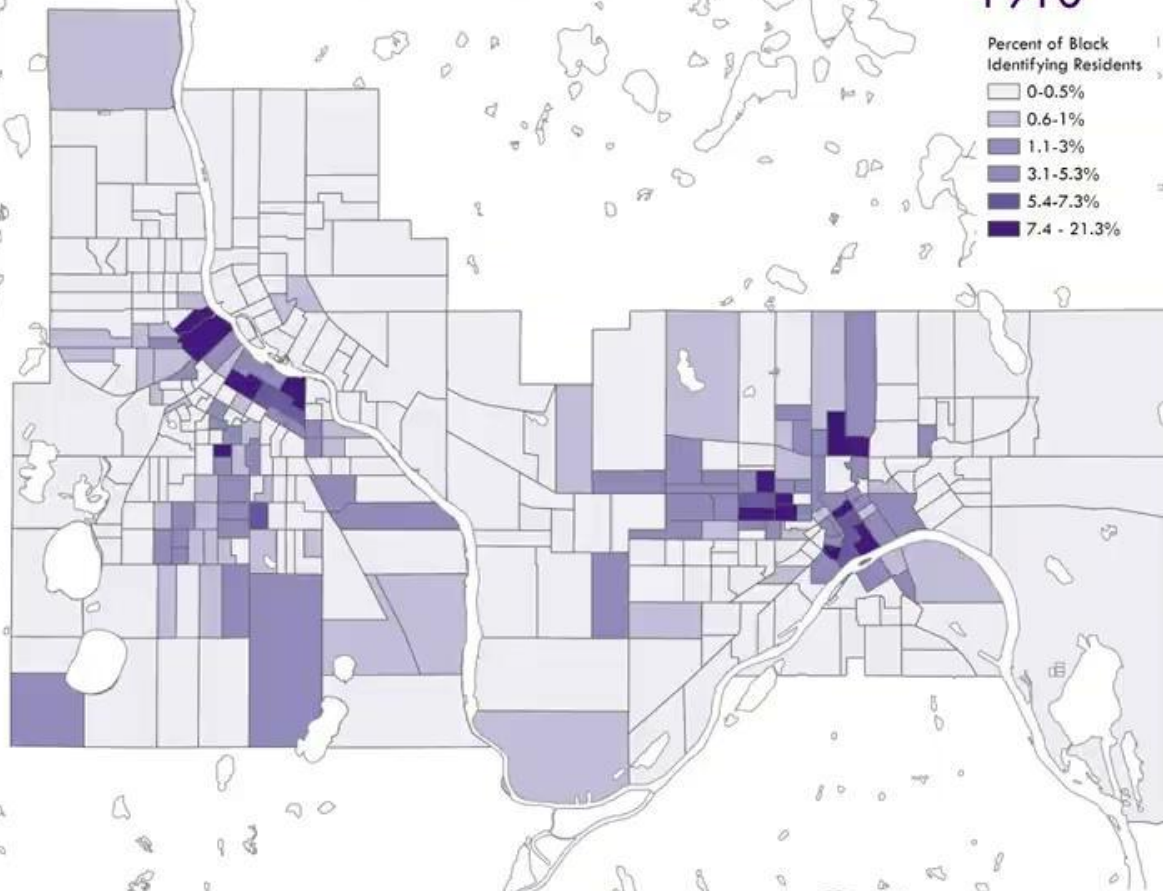 1910
Percent of Black
Identifying Residents
0-0.5%
0.6-1%
1.1-3%
3.1-5.3%
5.4-7.3%
7.4 - 21.3%